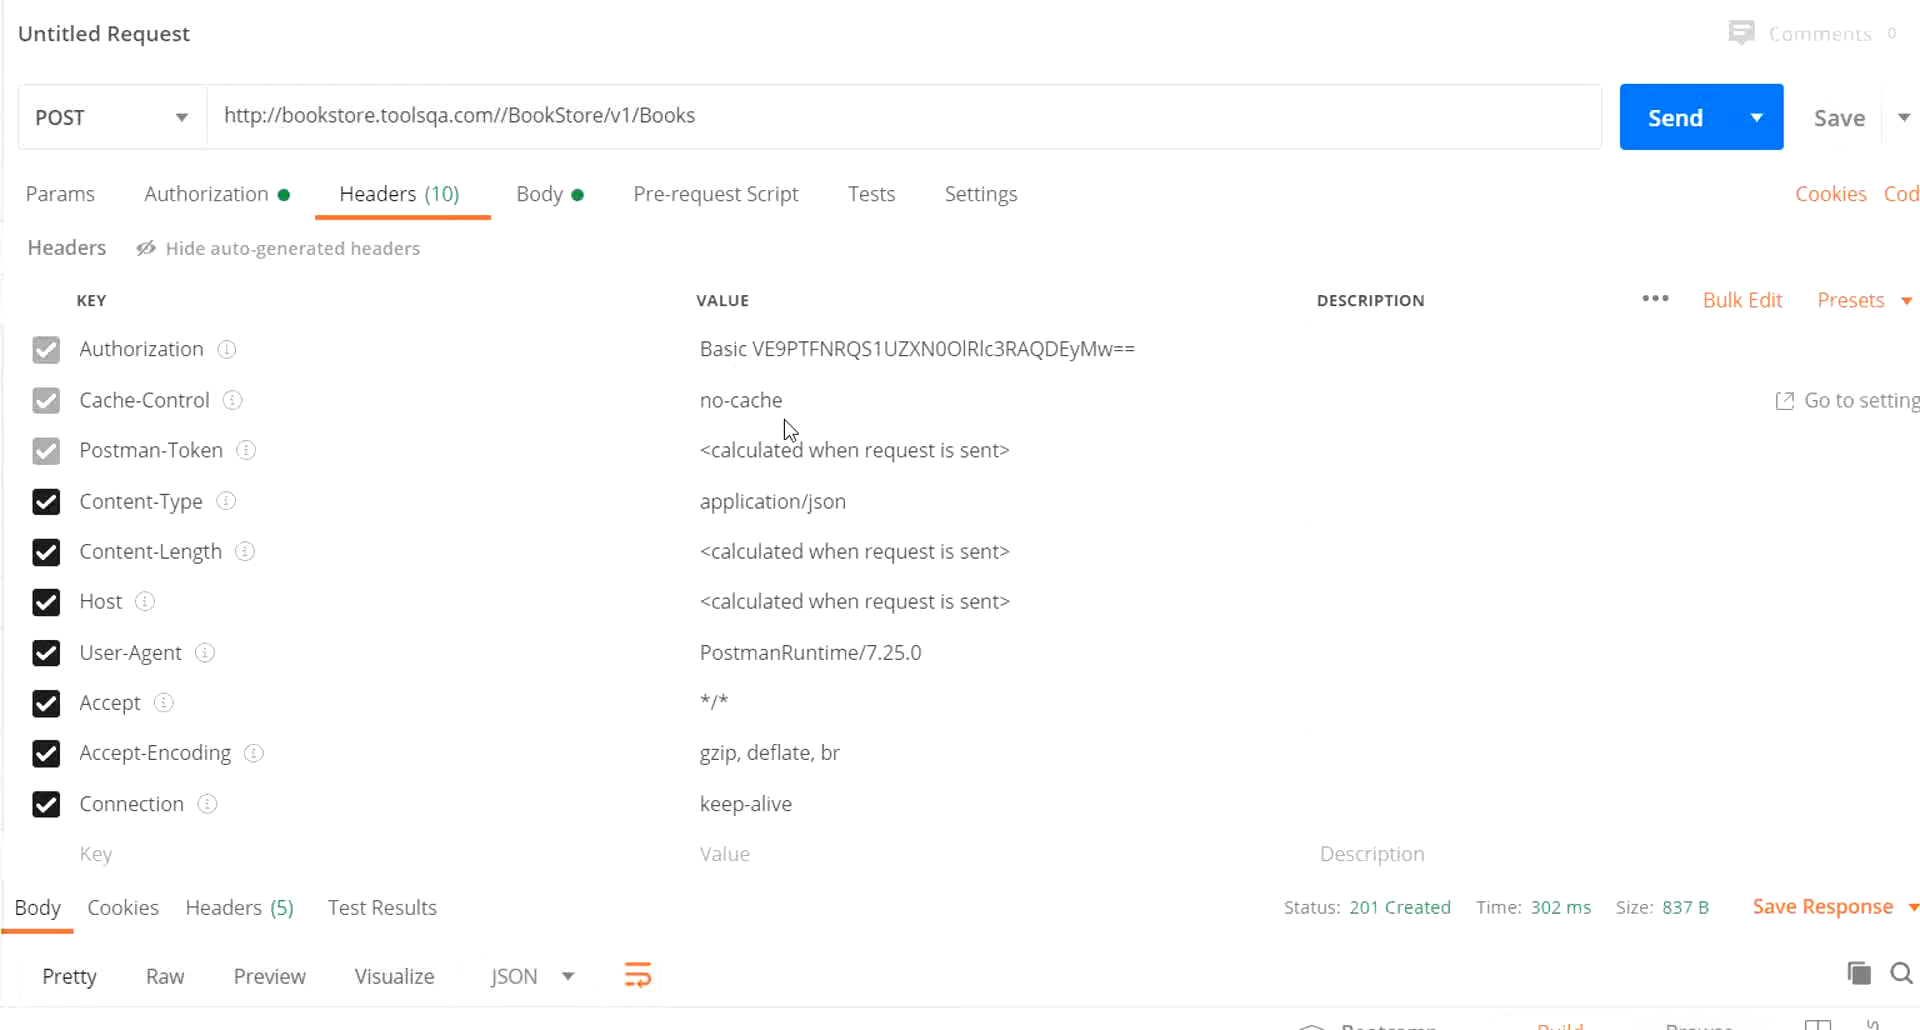 Untitled Request
Comments 0
POST http://bookstore.toolsqa.com//BookStore/v1/Books Send Save
Params Authorization Headers (10) Body Pre-request Script Tests Settings Cookies Cod
Headers Hide auto-generated headers
KEY VALUE DESCRIPTION ••• Bulk Edit Presets
Authorization Basic VE9PTFNRQS1UZXN0OlRlc3RAQDEyMw==
Cache-Control no-cache Go to setting
Postman-Token <calculated when request is sent>
Content-Type application/json
Content-Length <calculated when request is sent>
Host <calculated when request is sent>
User-Agent PostmanRuntime/7.25.0
Accept */*
Accept-Encoding gzip, deflate, br
Connection keep-alive
Key Value Description
Body Cookies Headers (5) Test Results Status: 201 Created Time: 302 ms Size: 837 B Save Response
Pretty Raw Preview Visualize JSON
Bootcamp Build Browse